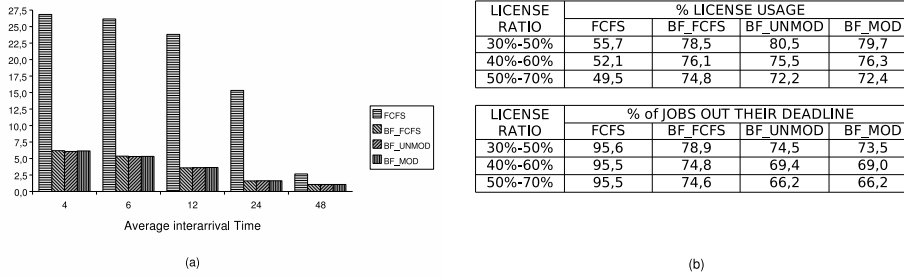 27,5
25,0
22,5
20,0
17,5
15,0
12,5
10,0
7,5
5,0
2,5
0,0
4 6 12 24 48
Average interarrival Time
FCFS
BF_FCFS
BF_UNMOD
BF_MOD
(a)
LICENSE RATIO % LICENSE USAGE
FCFS BF_FCFS BF_UNMOD BF_MOD
30%-50% 55,7 78,5 80,5 79,7
40%-60% 52,1 76,1 75,5 76,3
50%-70% 49,5 74,8 72,2 72,4
LICENSE RATIO % of JOBS OUT THEIR DEADLINE
FCFS BF_FCFS BF_UNMOD BF_MOD
30%-50% 95,6 78,9 74,5 73,5
40%-60% 95,5 74,8 69,4 69,0
50%-70% 95,5 74,6 66,2 66,2
(b)